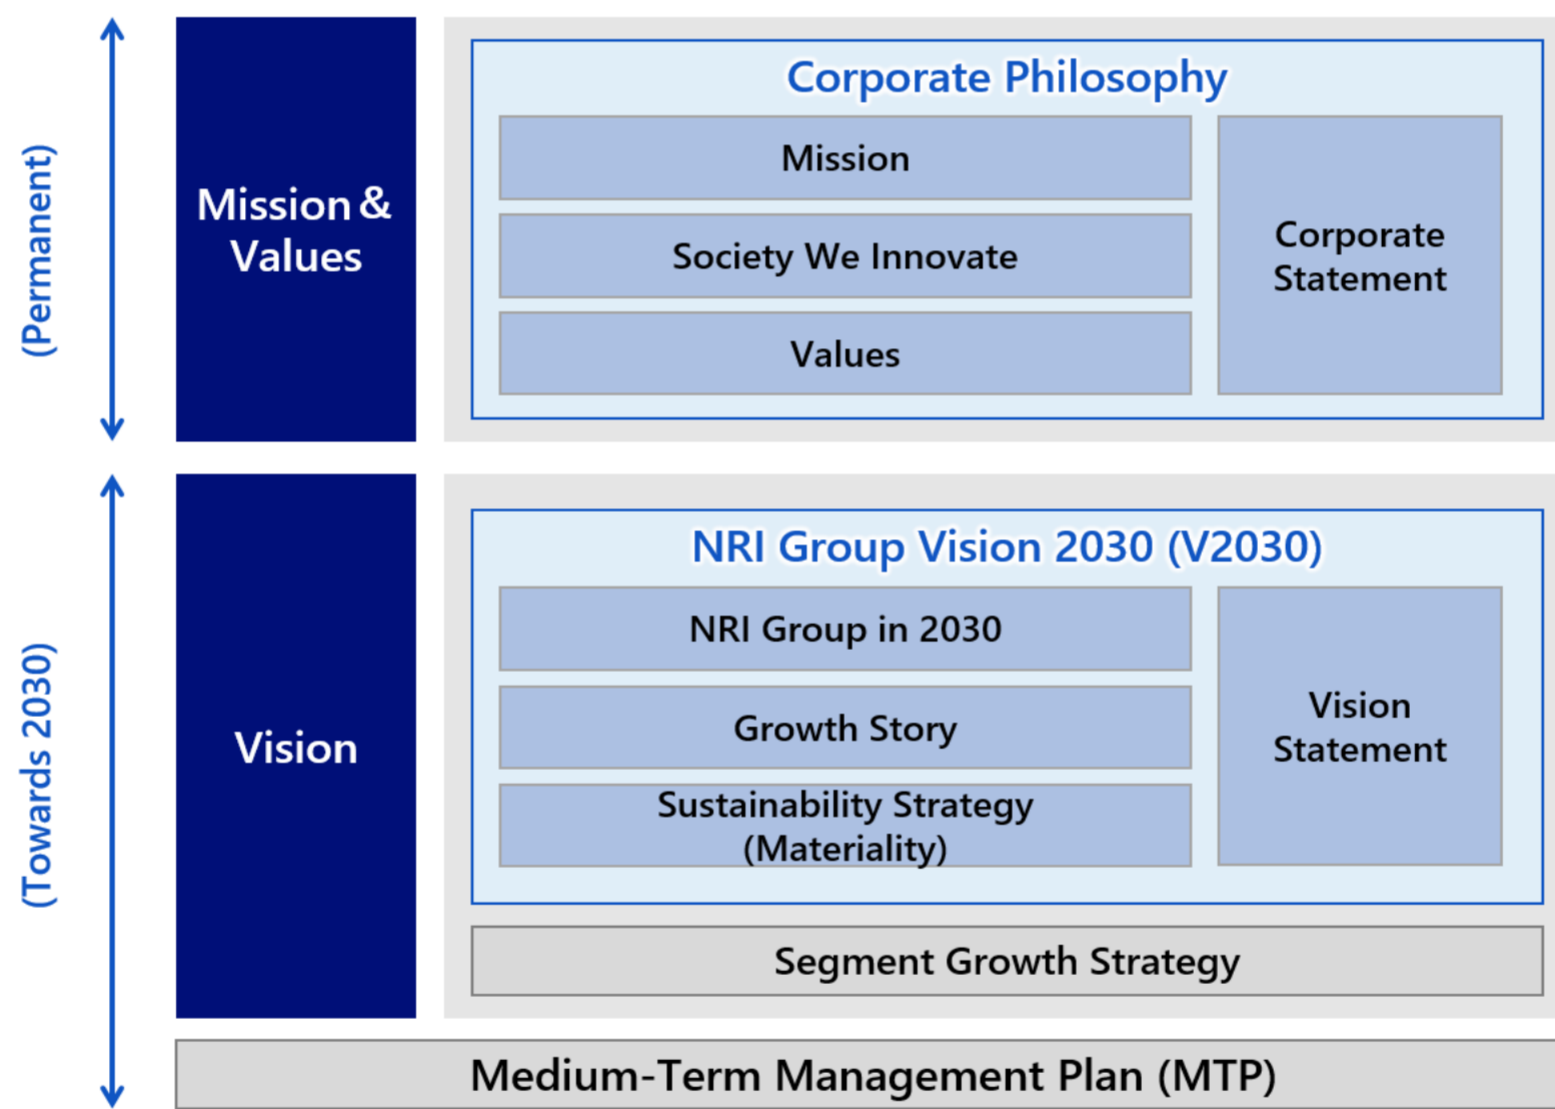 (Permanent)
Mission &
Values
Corporate Philosophy
Mission
Society We Innovate
Values
Corporate
Statement
(Towards 2030)
Vision
NRI Group Vision 2030 (V2030)
NRI Group in 2030
Growth Story
Sustainability Strategy
(Materiality)
Vision
Statement
Segment Growth Strategy
Medium-Term Management Plan (MTP)